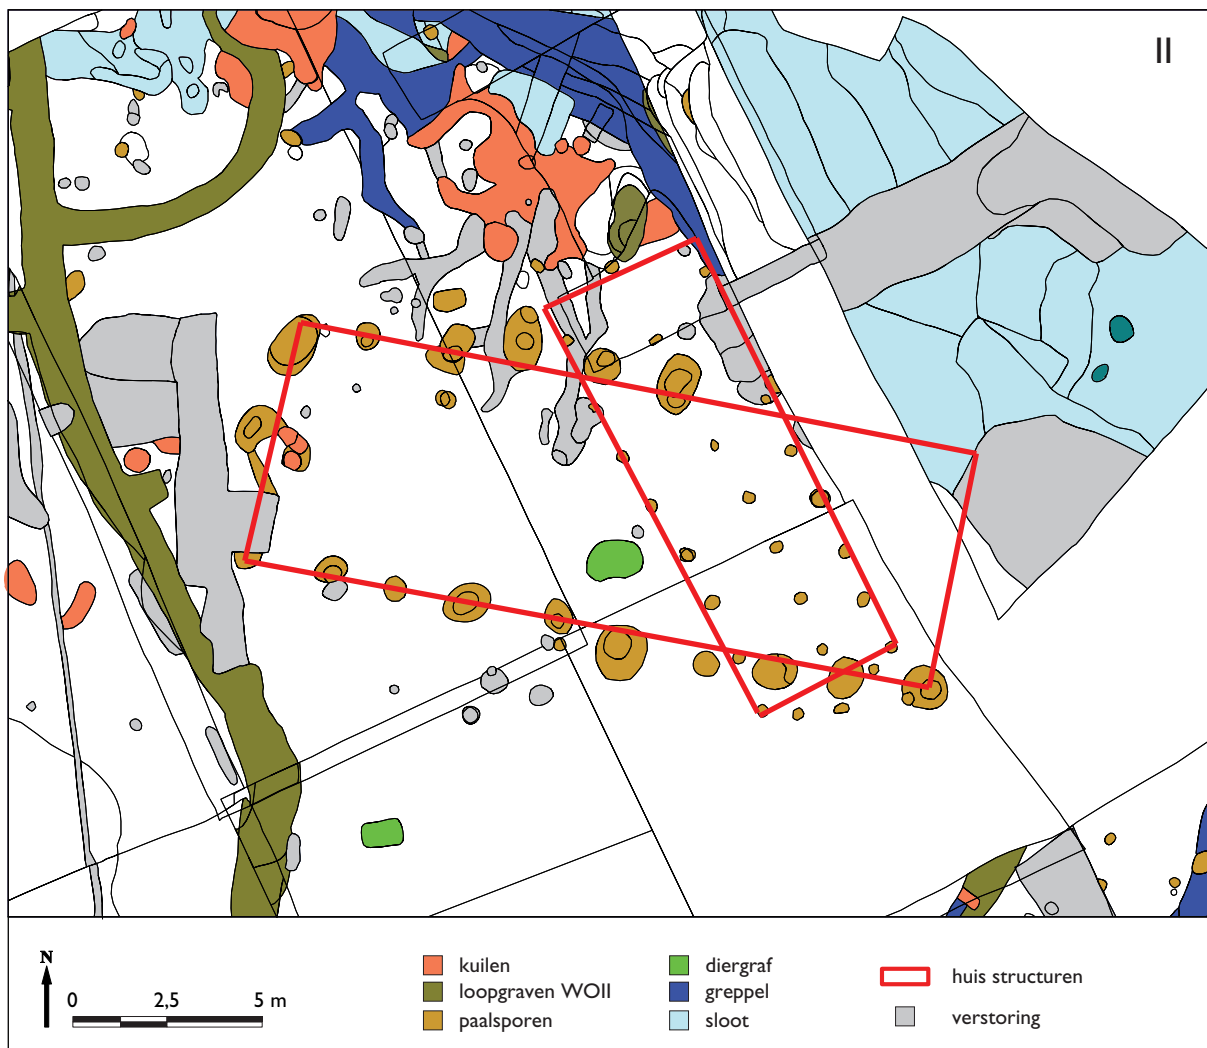 II
N
0 2,5 5 m
kuilen
loopgraven WOII
paalsporen
diergraf
greppel
sloot
huis structuren
verstoring